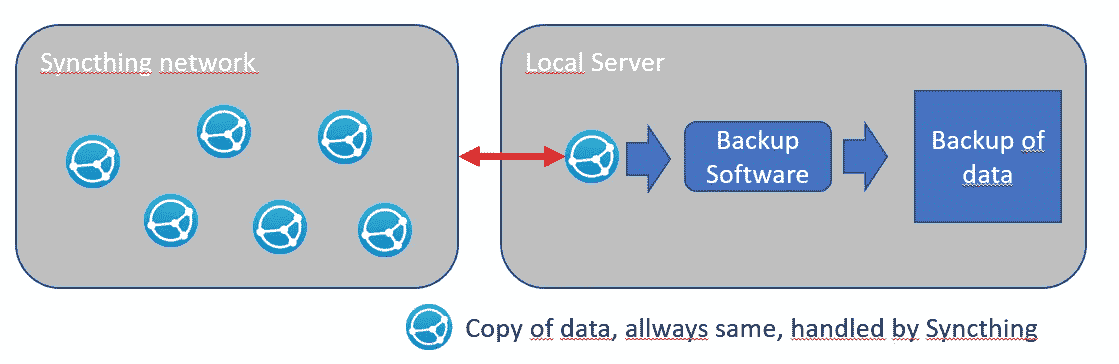 Syncthing network
Local Server
Backup
Software
Backup of
data
Copy of data, allways same, handled by Syncthing